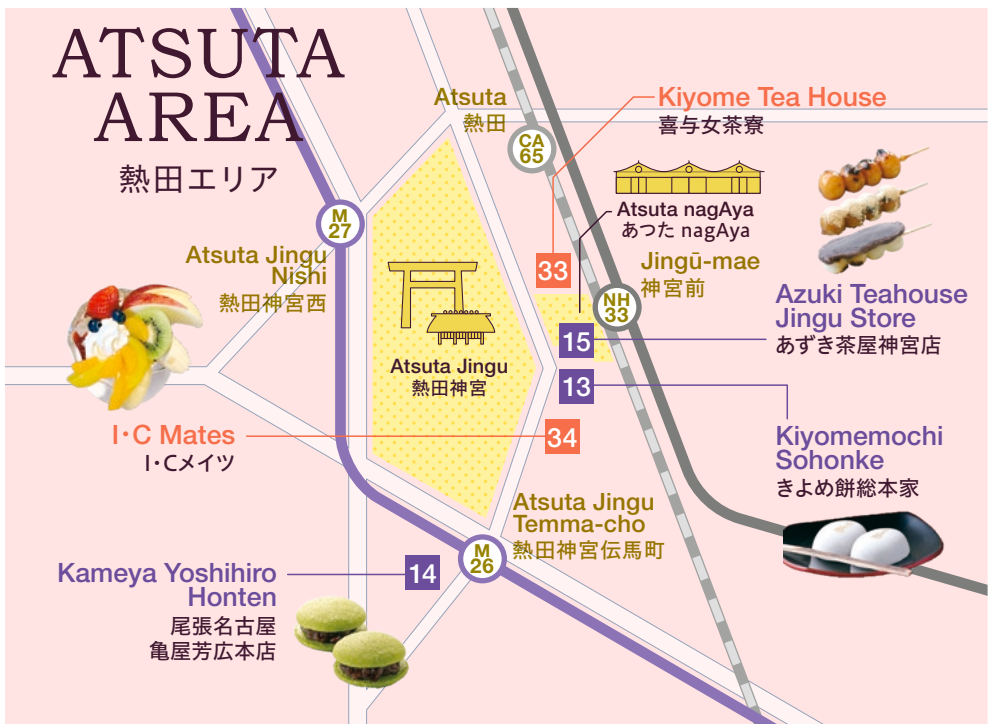 ATSUTA
AREA
熱田エリア
Atsuta
熱田
CA
65
Kiyome Tea House
喜与女茶寮
Atsuta nagAya
あつた nagAya
M
27
Atsuta Jingu
Nishi
熱田神宮西
33
Jingū-mae
神宮前
NH
33
Azuki Teahouse
Jingu Store
あずき茶屋神宮店
15
Atsuta Jingu
熱田神宮
13
I・C Mates
I・Cメイツ
34
Kiyomemochi
Sohonke
きよめ餅総本家
Atsuta Jingu
Temma-cho
熱田神宮伝馬町
M
26
Kameya Yoshihiro
Honten
尾張名古屋
亀屋芳広本店
14